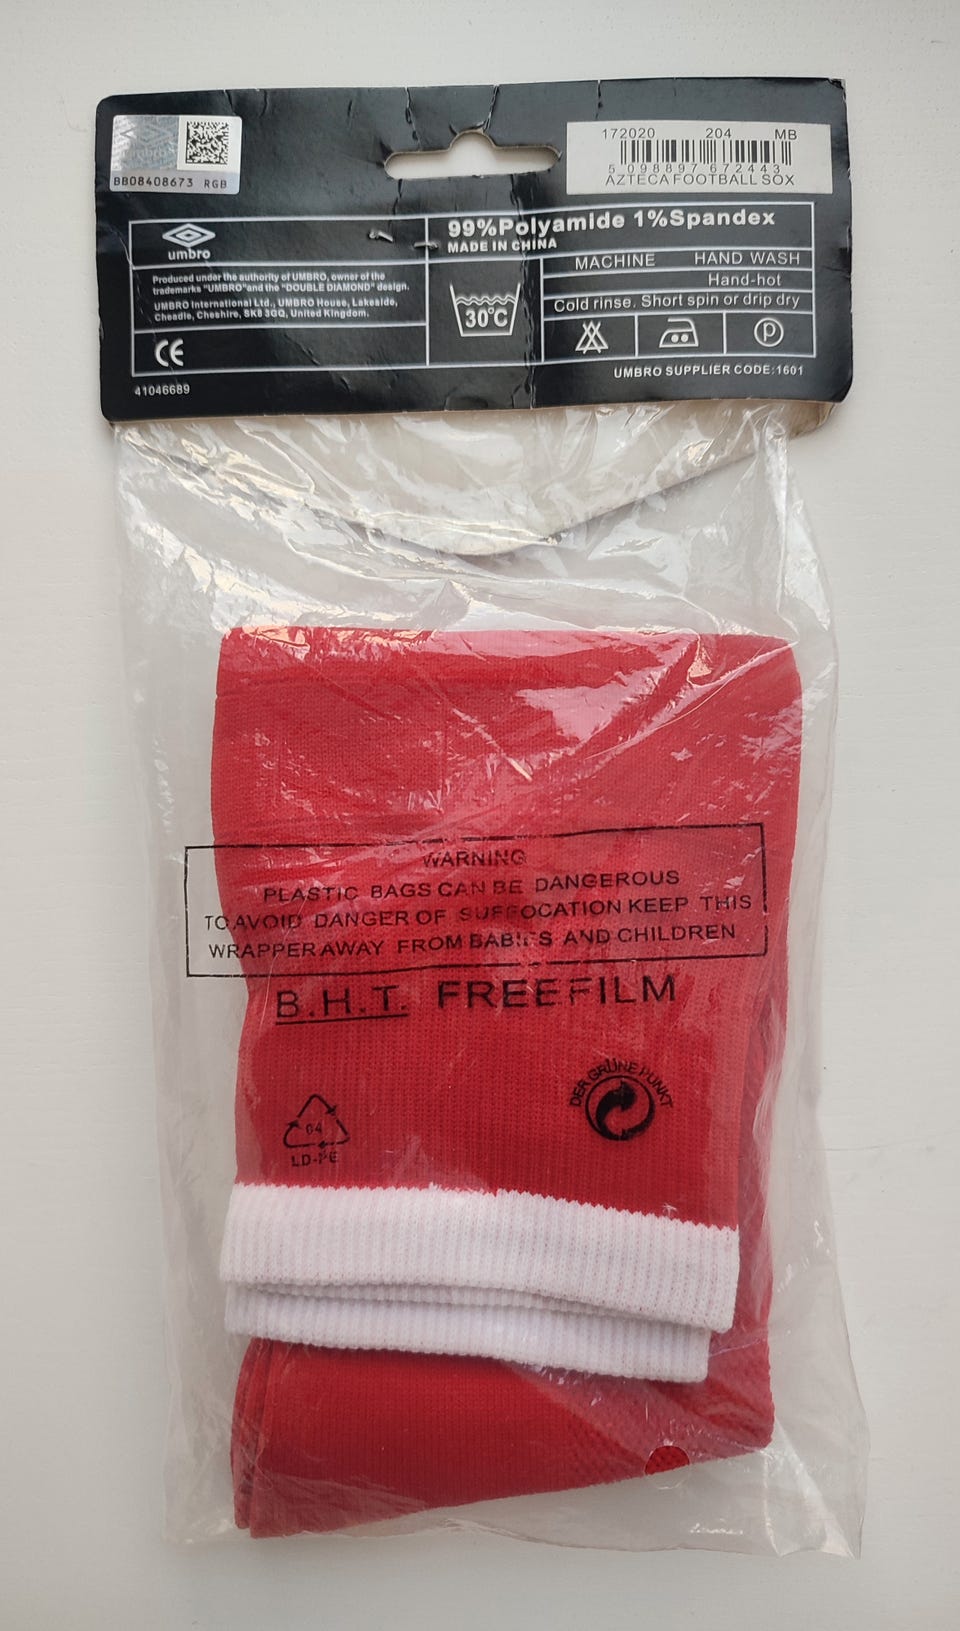 umbro
BB08408673 RGB
172020 204 MB
5 098897 672443
AZTECA FOOTBALL SOX
umbro
99%Polyamide 1%Spandex
MADE IN CHINA
Produced under the authority of UMBRO, owner of the
trademarks "UMBRO"and the "DOUBLE DIAMOND" design.
UMBRO International Ltd., UMBRO House, Lakeside,
Cheadle, Cheshire, SK8 3GQ, United Kingdom.
CE
41046689
30°C
MACHINE HAND WASH
Hand-hot
Cold rinse. Short spin or drip dry
P
UMBRO SUPPLIER CODE:1601
WARNING
PLASTIC BAGS CAN BE DANGEROUS
TO AVOID DANGER OF SUFFOCATION KEEP THIS
WRAPPER AWAY FROM BABIES AND CHILDREN
B.H.T. FREE FILM
04
LD-PE
DER GRÜNE PUNKT